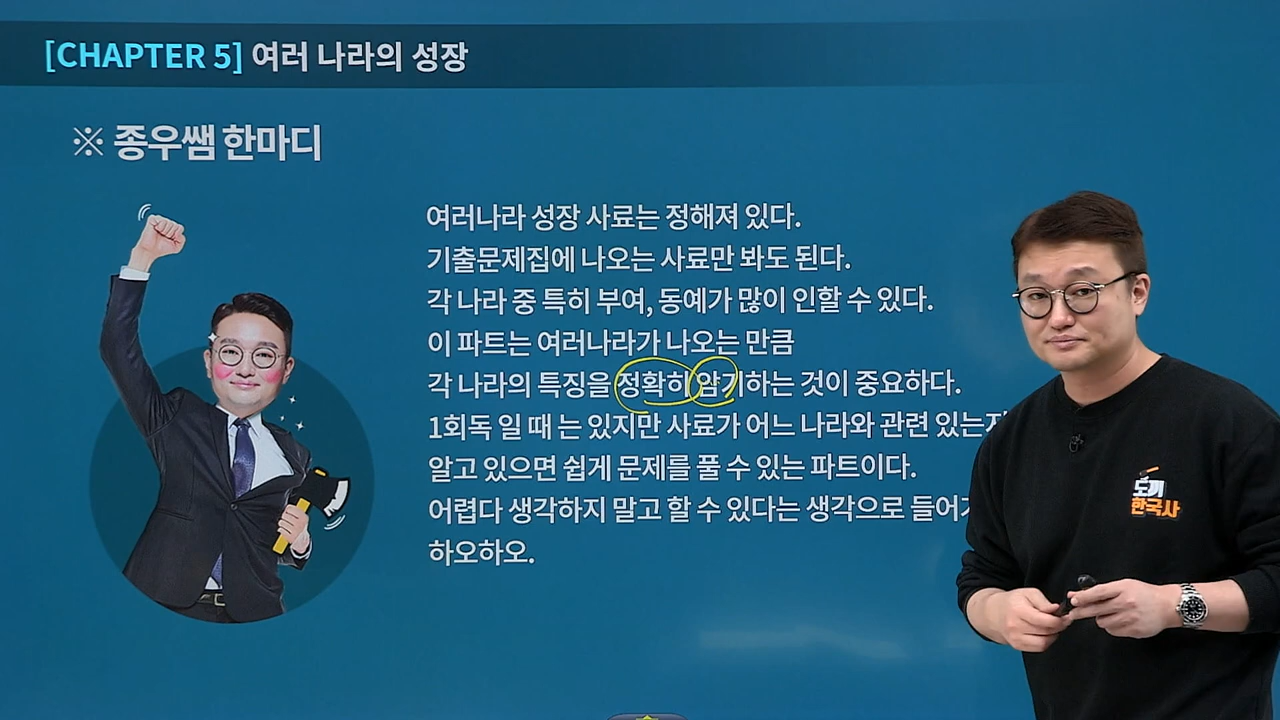 [CHAPTER 5] 여러 나라의 성장
※ 종우쌤 한마디
여러나라 성장 사료는 정해져 있다.
기출문제집에 나오는 사료만 봐도 된다.
각 나라 중 특히 부여, 동예가 많이 인할 수 있다.
이 파트는 여러나라가 나오는 만큼
각 나라의 특징을 정확히 암기하는 것이 중요하다.
1회독 일 때 는 있지만 사료가 어느 나라와 관련 있는지
알고 있으면 쉽게 문제를 풀 수 있는 파트이다.
어렵다 생각하지 말고 할 수 있다는 생각으로
하오하오.
도끼
한국사